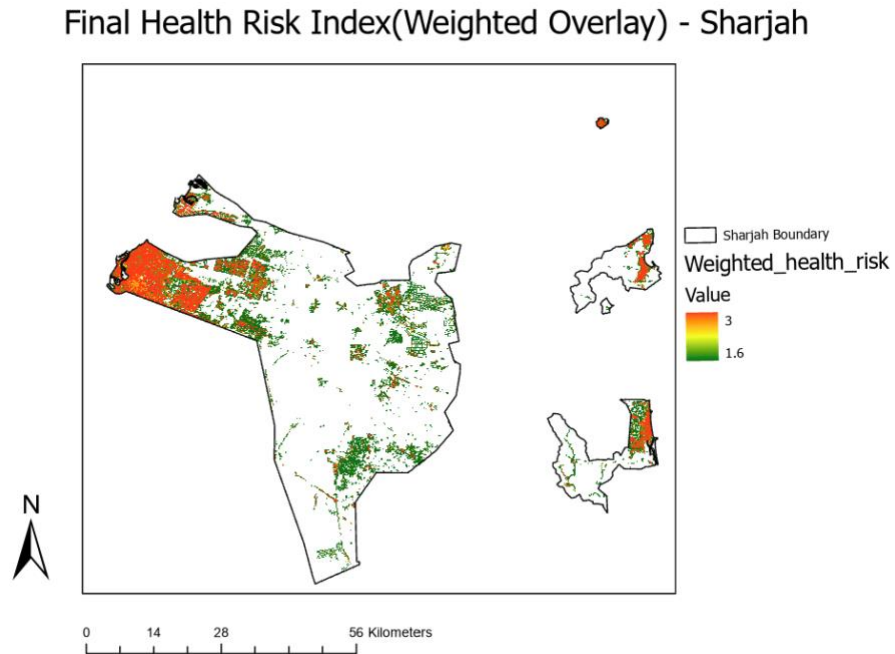 Final Health Risk Index(Weighted Overlay) - Sharjah
Sharjah Boundary
Weighted_health_risk
Value
3
1.6
N
0 14 28 56 Kilometers